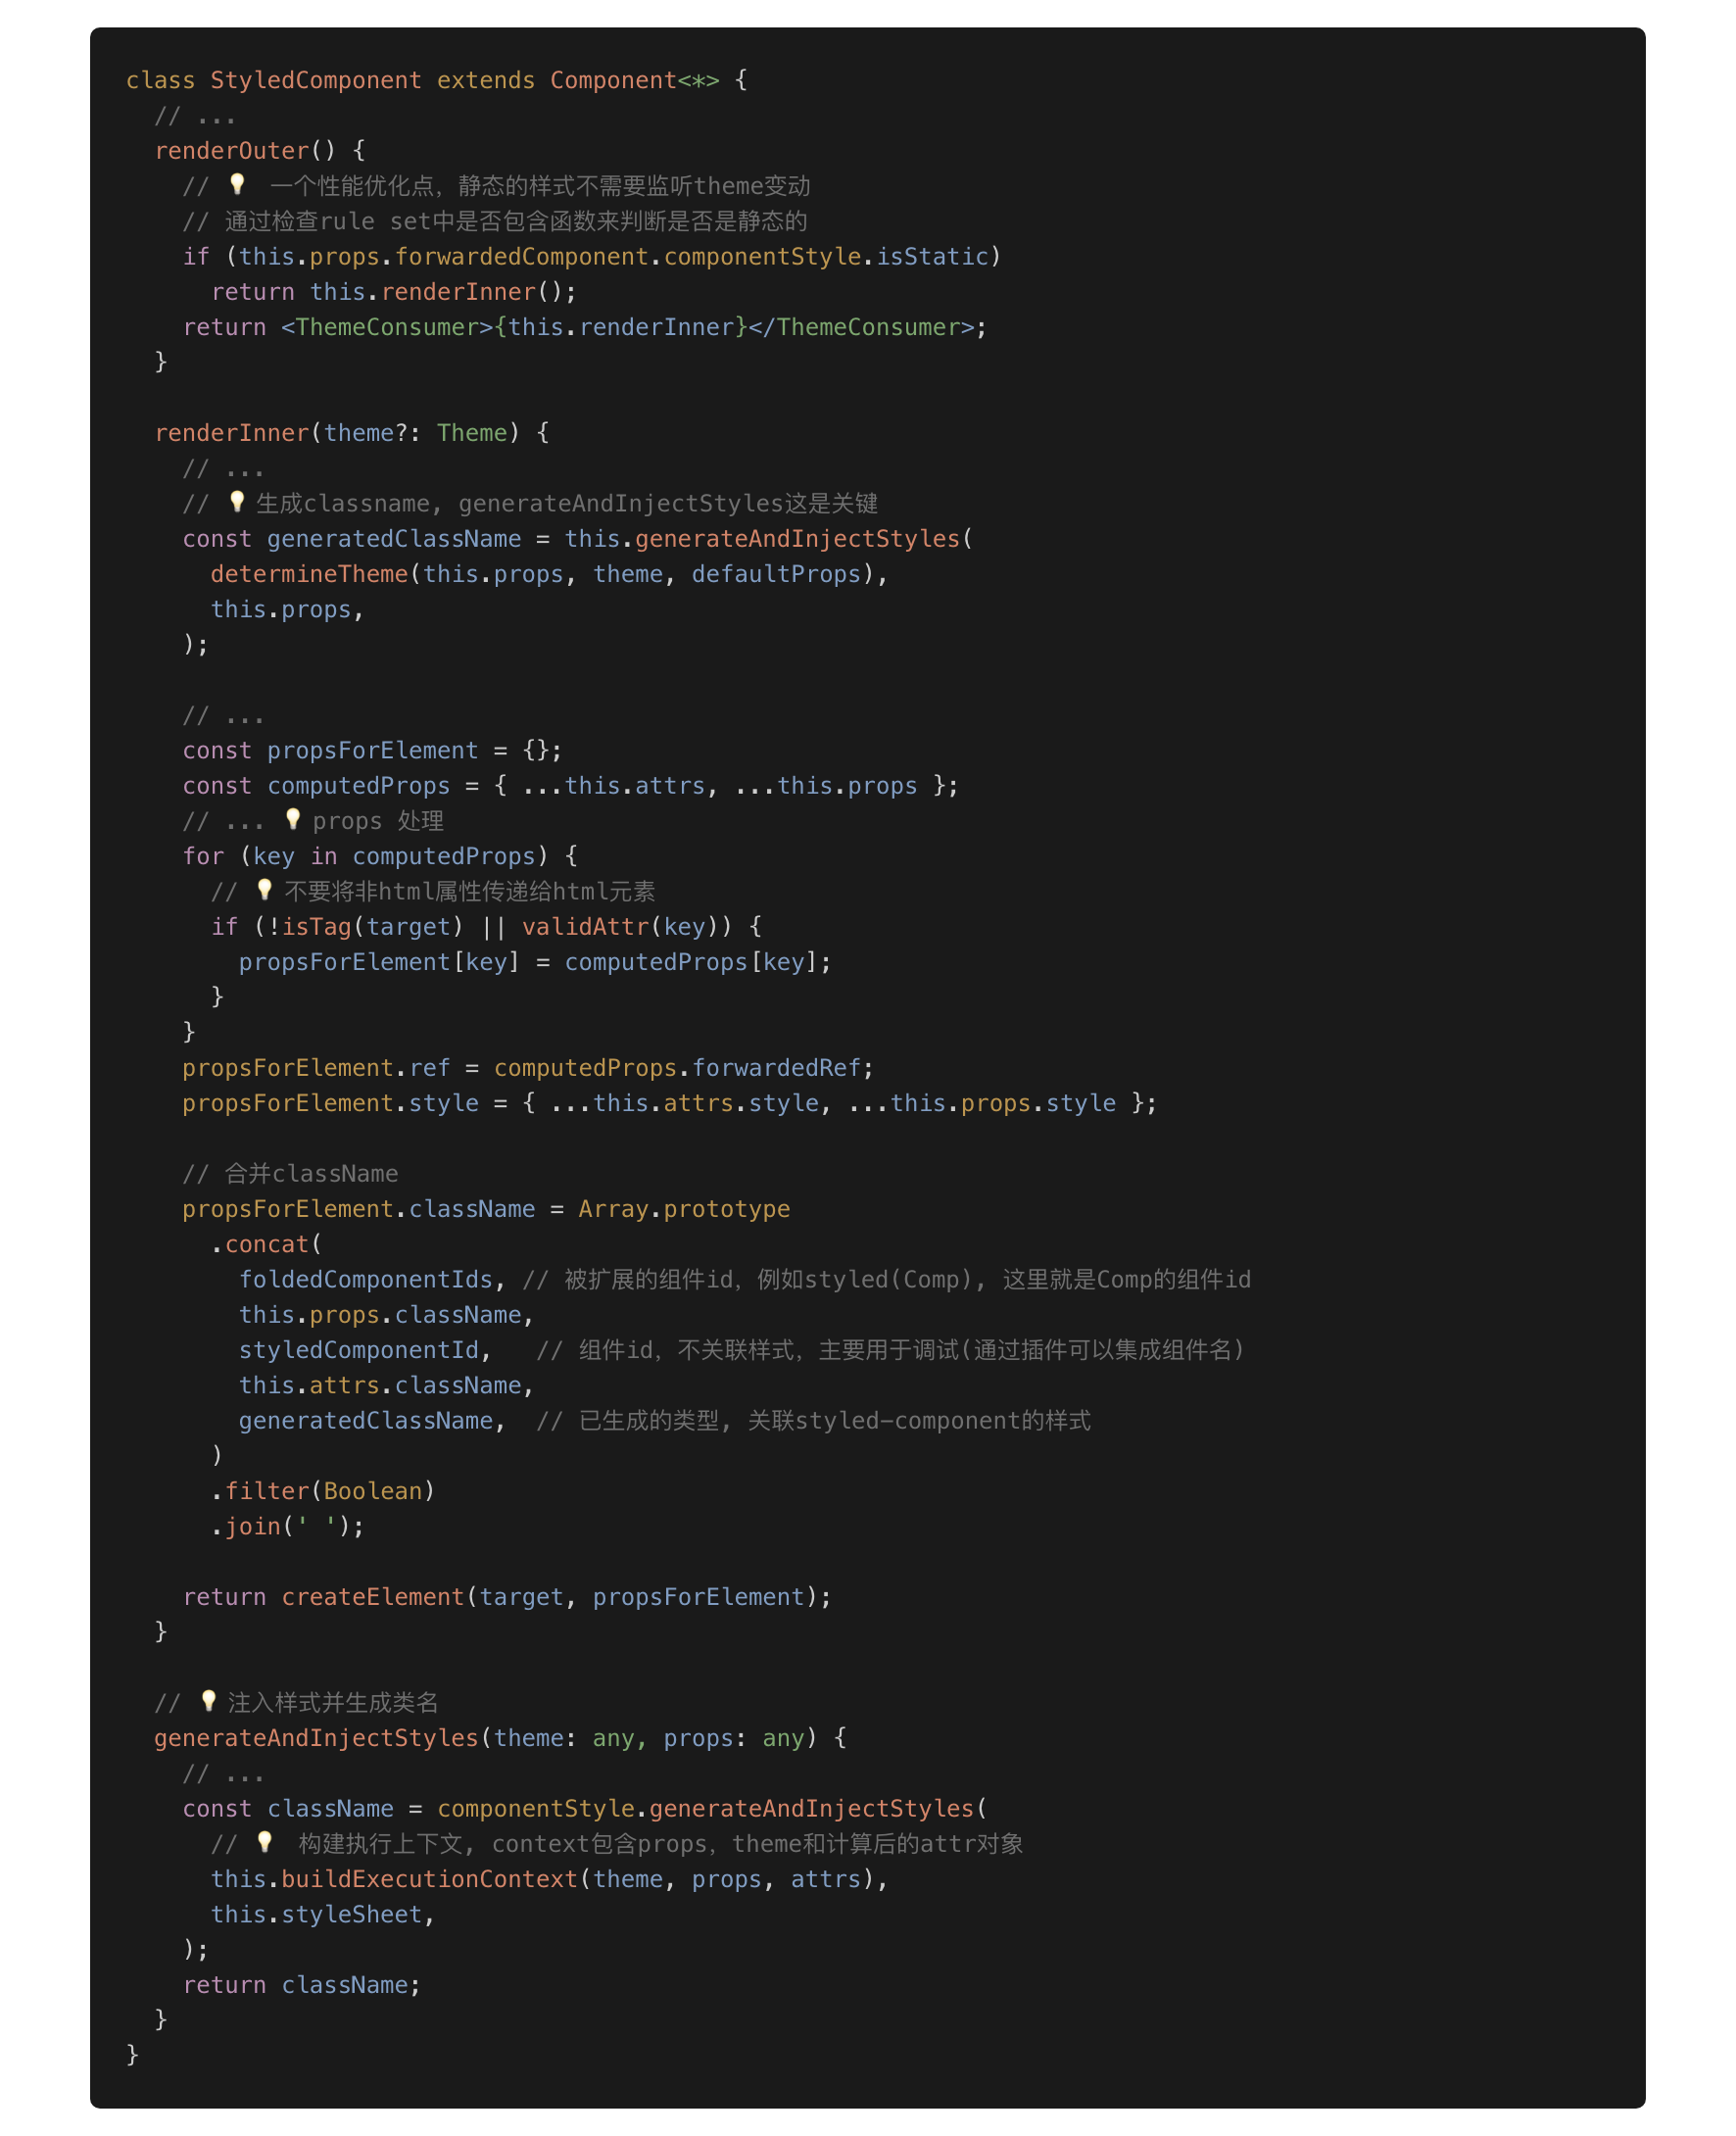 class StyledComponent extends Component<*> {
  // ...
  renderOuter() {
    // 💡 一个性能优化点，静态的样式不需要监听theme变动
    // 通过检查rule set中是否包含函数来判断是否是静态的
    if (this.props.forwardedComponent.componentStyle.isStatic)
      return this.renderInner();
    return <ThemeConsumer>{this.renderInner}</ThemeConsumer>;
  }

  renderInner(theme?: Theme) {
    // ...
    // 💡生成classname, generateAndInjectStyles这是关键
    const generatedClassName = this.generateAndInjectStyles(
      determineTheme(this.props, theme, defaultProps),
      this.props,
    );

    // ...
    const propsForElement = {};
    const computedProps = { ...this.attrs, ...this.props };
    // ... 💡props 处理
    for (key in computedProps) {
      // 💡不要将非html属性传递给html元素
      if (!isTag(target) || validAttr(key)) {
        propsForElement[key] = computedProps[key];
      }
    }
    propsForElement.ref = computedProps.forwardedRef;
    propsForElement.style = { ...this.attrs.style, ...this.props.style };

    // 合并className
    propsForElement.className = Array.prototype
      .concat(
        foldedComponentIds, // 被扩展的组件id，例如styled(Comp), 这里就是Comp的组件id
        this.props.className,
        styledComponentId,   // 组件id，不关联样式，主要用于调试(通过插件可以集成组件名)
        this.attrs.className,
        generatedClassName,  // 已生成的类型, 关联styled-component的样式
      )
      .filter(Boolean)
      .join(' ');

    return createElement(target, propsForElement);
  }

  // 💡注入样式并生成类名
  generateAndInjectStyles(theme: any, props: any) {
    // ...
    const className = componentStyle.generateAndInjectStyles(
      // 💡 构建执行上下文, context包含props，theme和计算后的attr对象
      this.buildExecutionContext(theme, props, attrs),
      this.styleSheet,
    );
    return className;
  }
}